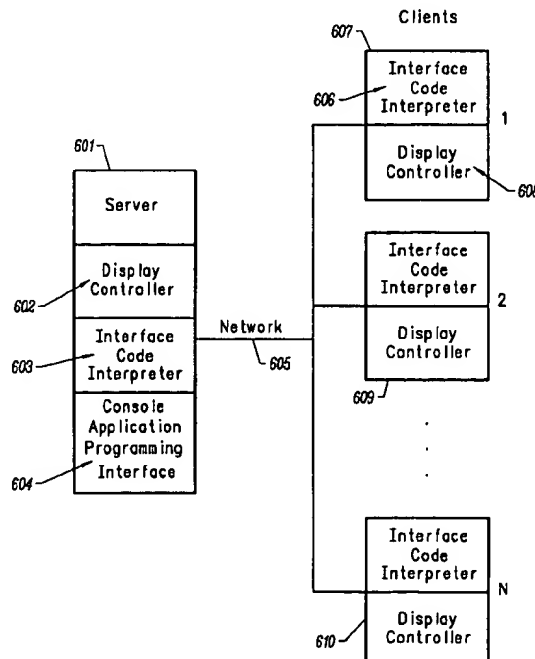 Clients
607
Interface
Code
Interpreter
606
1
Display
Controller
608
601
Server
Display
Controller
602
Interface
Code
Interpreter
603
Console
Application
Programming
Interface
604
Network
605
Interface
Code
Interpreter
2
Display
Controller
609
Interface
Code
Interpreter
N
Display
Controller
610